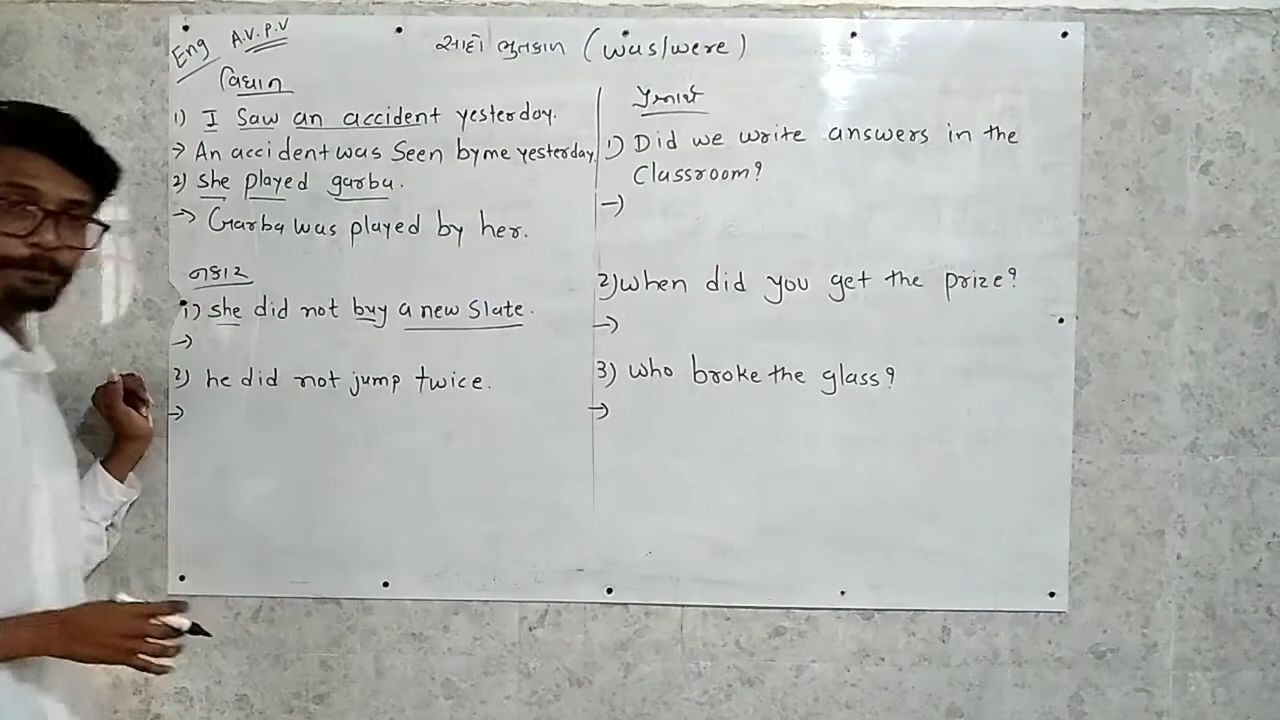 Eng
A.V. P.V
સાદો ભૂતકાળ (was/were)
વિધાન
1) I Saw an accident yesterday.
→ An accident was Seen by me yesterday
2) She played garba.
→ Garba was played by her.
નકાર
1) She did not buy a new Slate.
→
2) he did not jump twice.
→
પ્રશ્નાર્થ
1) Did we write answers in the
Classroom?
→
2) when did you get the prize?
→
3) who broke the glass?
→